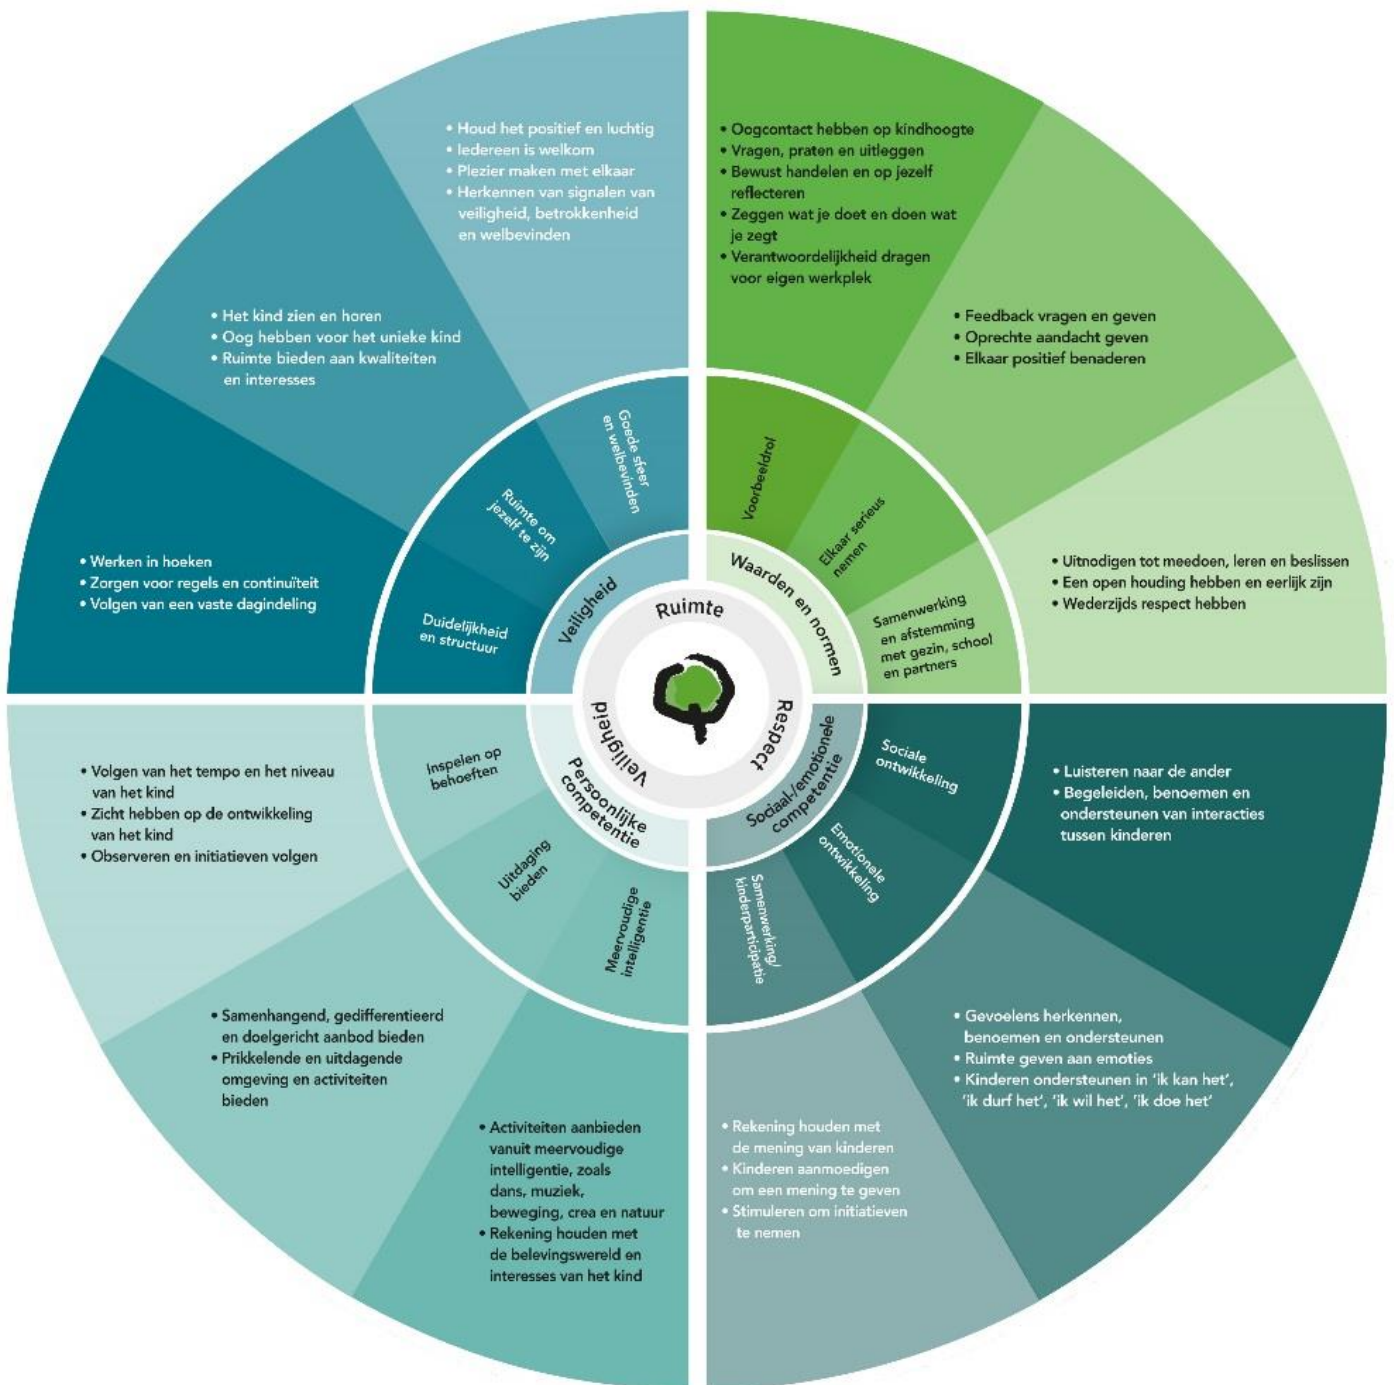 • Houd het positief en luchtig
• Iedereen is welkom
• Plezier maken met elkaar
• Herkennen van signalen van
veiligheid, betrokkenheid
en welbevinden
• Oogcontact hebben op kindhoogte
• Vragen, praten en uitleggen
• Bewust handelen en op jezelf
reflecteren
• Zeggen wat je doet en doen wat
je zegt
• Verantwoordelijkheid dragen
voor eigen werkplek
• Het kind zien en horen
• Oog hebben voor het unieke kind
• Ruimte bieden aan kwaliteiten
en interesses
• Feedback vragen en geven
• Oprechte aandacht geven
• Elkaar positief benaderen
• Werken in hoeken
• Zorgen voor regels en continuïteit
• Volgen van een vaste dagindeling
• Uitnodigen tot meedoen, leren en beslissen
• Een open houding hebben en eerlijk zijn
• Wederzijds respect hebben
Goede sfeer
en welbevinden
Ruimte om
jezelf te zijn
Duidelijkheid
en structuur
Voorbeeldrol
Elkaar serieus
nemen
Samenwerking
en afstemming
met gezin, school
en partners
Veiligheid
Waarden en normen
Ruimte
Respect
Veiligheid
Persoonlijke
competentie
Sociaal-/emotionele
competentie
Inspelen op
behoeften
Uitdaging
bieden
Meervoudige
intelligentie
Sociale
ontwikkeling
Emotionele
ontwikkeling
Samenwerking/
kinderparticipatie
• Volgen van het tempo en het niveau
van het kind
• Zicht hebben op de ontwikkeling
van het kind
• Observeren en initiatieven volgen
• Luisteren naar de ander
• Begeleiden, benoemen en
ondersteunen van interacties
tussen kinderen
• Samenhangend, gedifferentieerd
en doelgericht aanbod bieden
• Prikkelende en uitdagende
omgeving en activiteiten
bieden
• Gevoelens herkennen,
benoemen en ondersteunen
• Ruimte geven aan emoties
• Kinderen ondersteunen in 'ik kan het',
'ik durf het', 'ik wil het', 'ik doe het'
• Activiteiten aanbieden
vanuit meervoudige
intelligentie, zoals
dans, muziek,
beweging, crea en natuur
• Rekening houden met
de belevingswereld en
interesses van het kind
• Rekening houden met
de mening van kinderen
• Kinderen aanmoedigen
om een mening te geven
• Stimuleren om initiatieven
te nemen